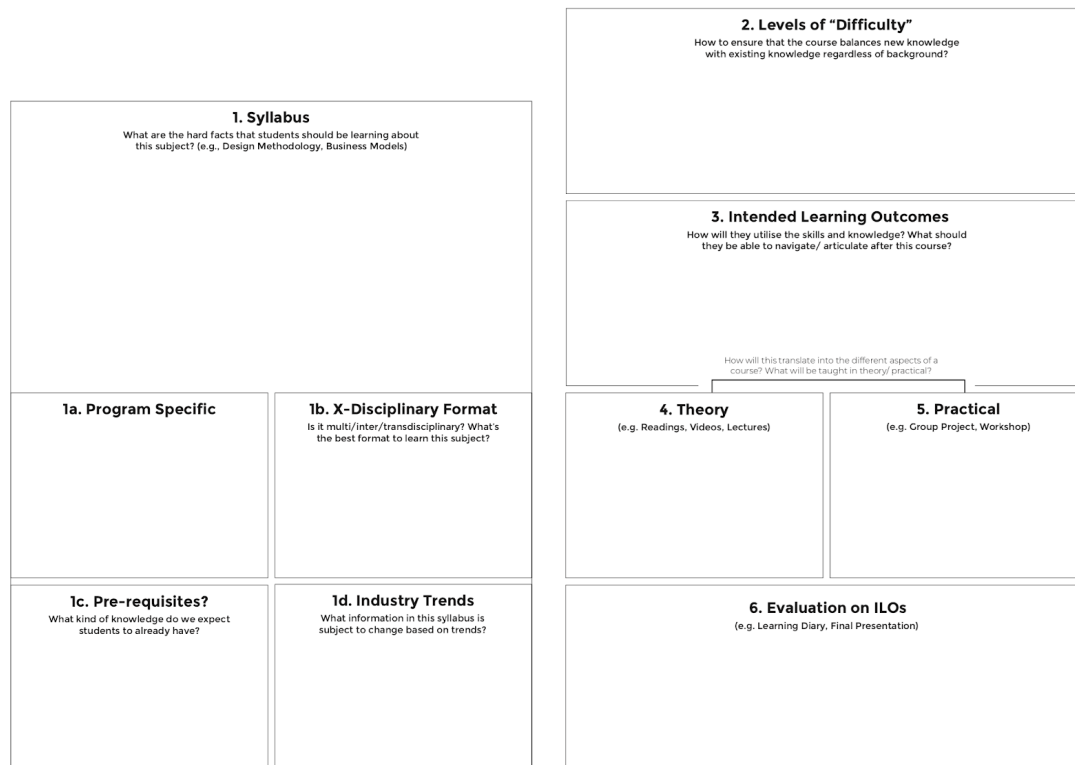 1. Syllabus
What are the hard facts that students should be learning about
this subject? (e.g., Design Methodology, Business Models)
1a. Program Specific
1b. X-Disciplinary Format
Is it multi/inter/transdisciplinary? What's
the best format to learn this subject?
1c. Pre-requisites?
What kind of knowledge do we expect
students to already have?
1d. Industry Trends
What information in this syllabus is
subject to change based on trends?
2. Levels of “Difficulty”
How to ensure that the course balances new knowledge
with existing knowledge regardless of background?
3. Intended Learning Outcomes
How will they utilise the skills and knowledge? What should
they be able to navigate/ articulate after this course?
How will this translate into the different aspects of a
course? What will be taught in theory/ practical?
4. Theory
(e.g. Readings, Videos, Lectures)
5. Practical
(e.g. Group Project, Workshop)
6. Evaluation on ILOs
(e.g. Learning Diary, Final Presentation)